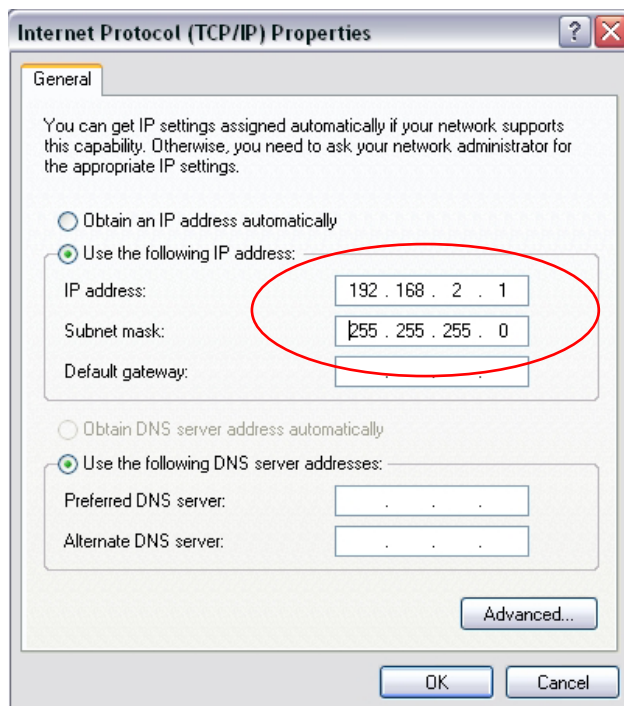 Internet Protocol (TCP/IP) Properties
General
You can get IP settings assigned automatically if your network supports
this capability. Otherwise, you need to ask your network administrator for
the appropriate IP settings.
Obtain an IP address automatically
Use the following IP address:
IP address: 192 . 168 . 2 . 1
Subnet mask: 255 . 255 . 255 . 0
Default gateway: . . .
Obtain DNS server address automatically
Use the following DNS server addresses:
Preferred DNS server: . . .
Alternate DNS server: . . .
Advanced...
OK Cancel